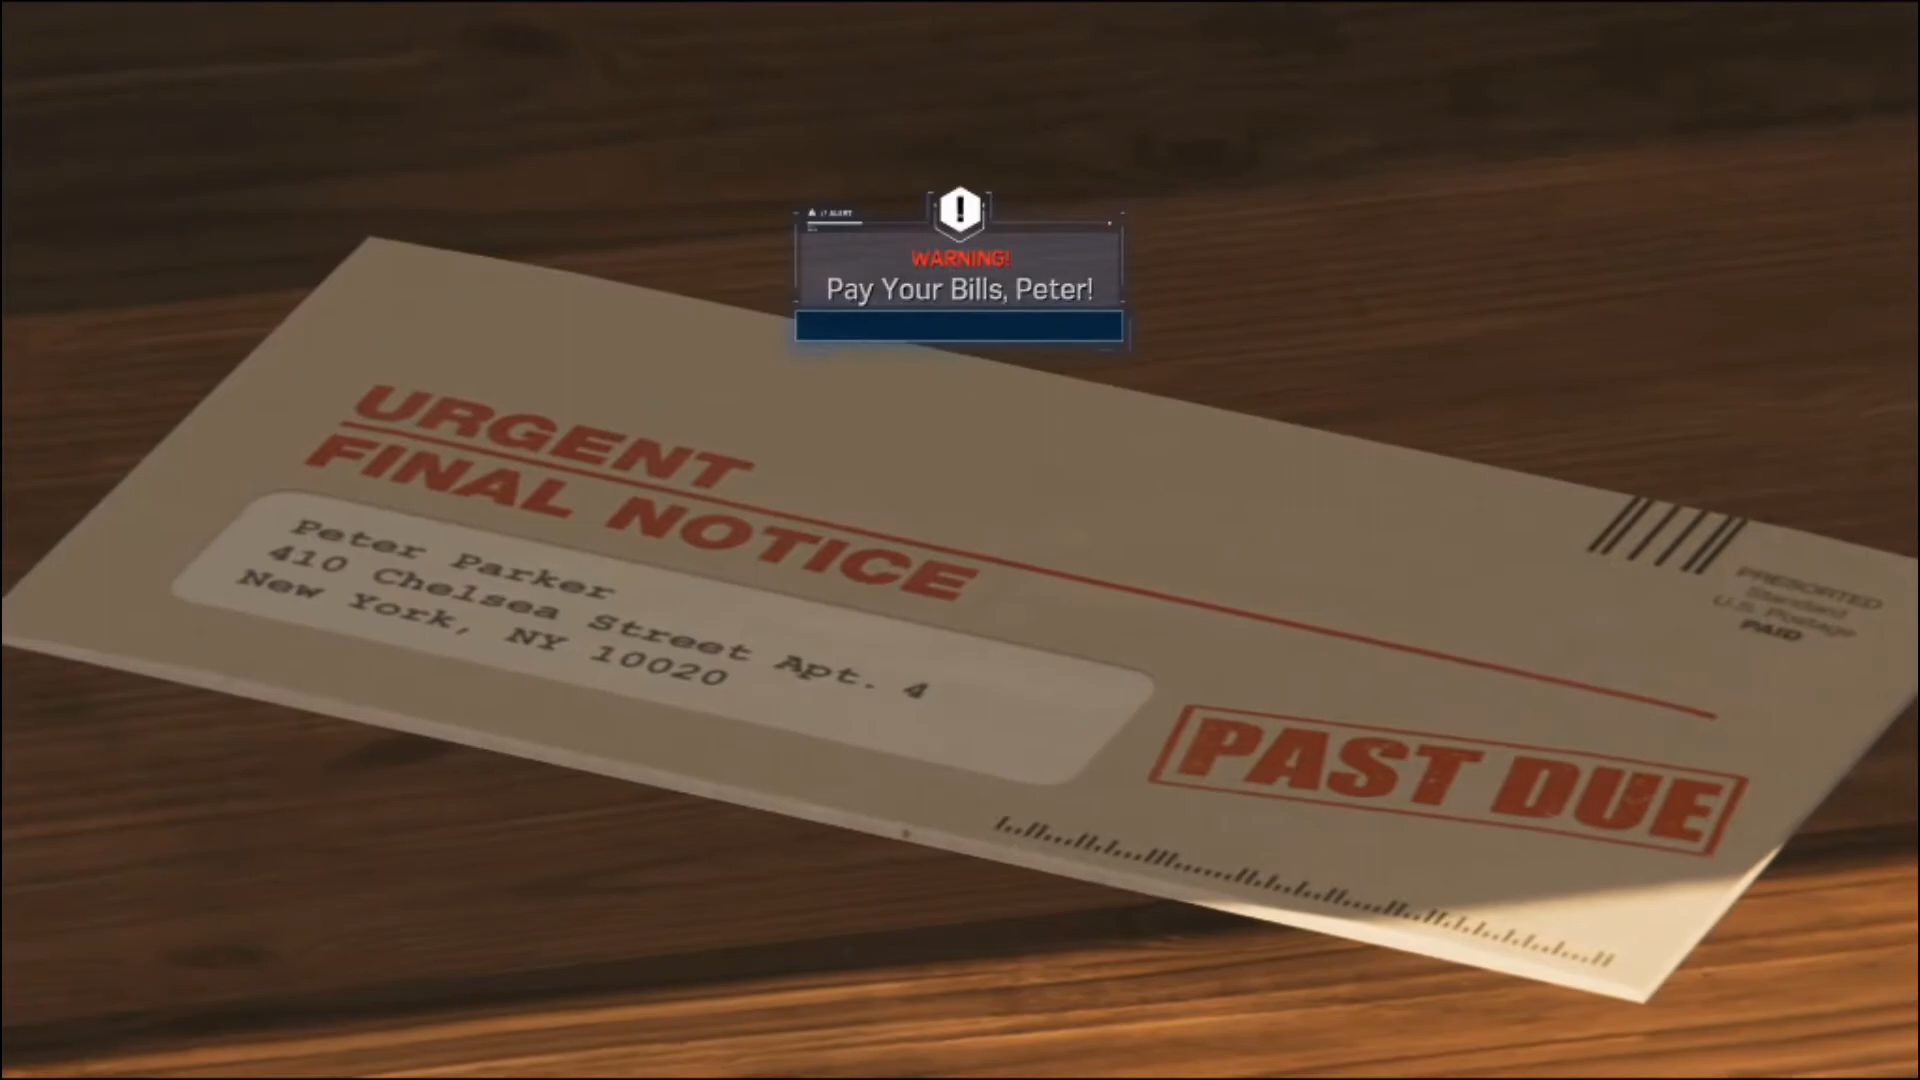 ALERT
!
WARNING!
Pay Your Bills, Peter!
URGENT
FINAL NOTICE
Peter Parker
410 Chelsea Street Apt. 4
New York, NY 10020
PRESORTED
Standard
U.S. Postage
PAID
PAST DUE